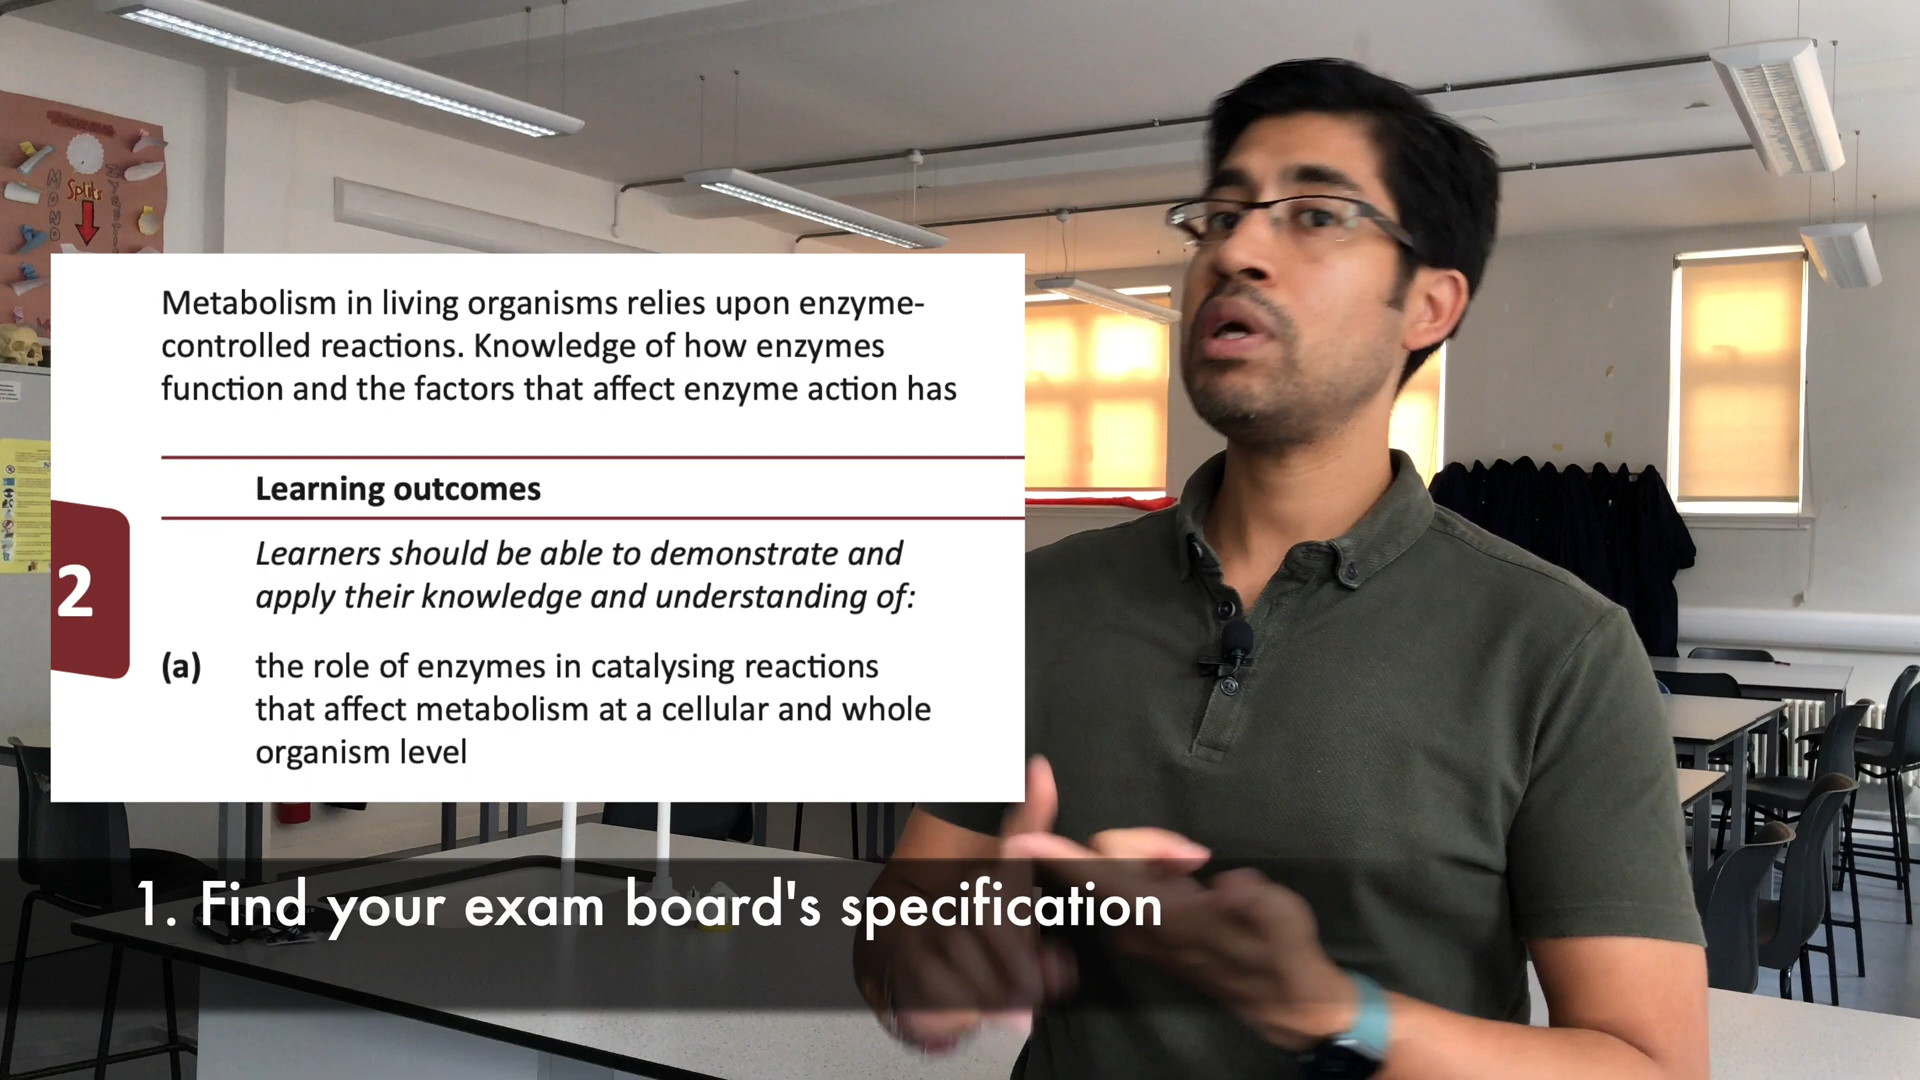 Splits
Metabolism in living organisms relies upon enzyme-
controlled reactions. Knowledge of how enzymes
function and the factors that affect enzyme action has
Learning outcomes
Learners should be able to demonstrate and
apply their knowledge and understanding of:
2
(a) the role of enzymes in catalysing reactions
that affect metabolism at a cellular and whole
organism level
1. Find your exam board's specification